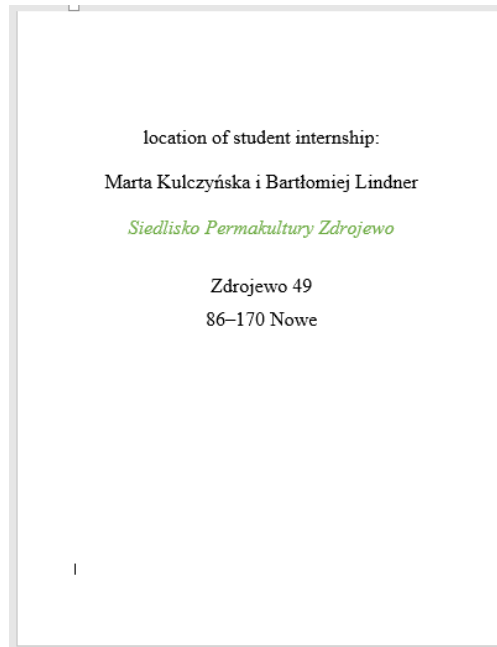 location of student internship:
Marta Kulczyńska i Bartłomiej Lindner
Siedlisko Permakultury Zdrojewo
Zdrojewo 49
86–170 Nowe